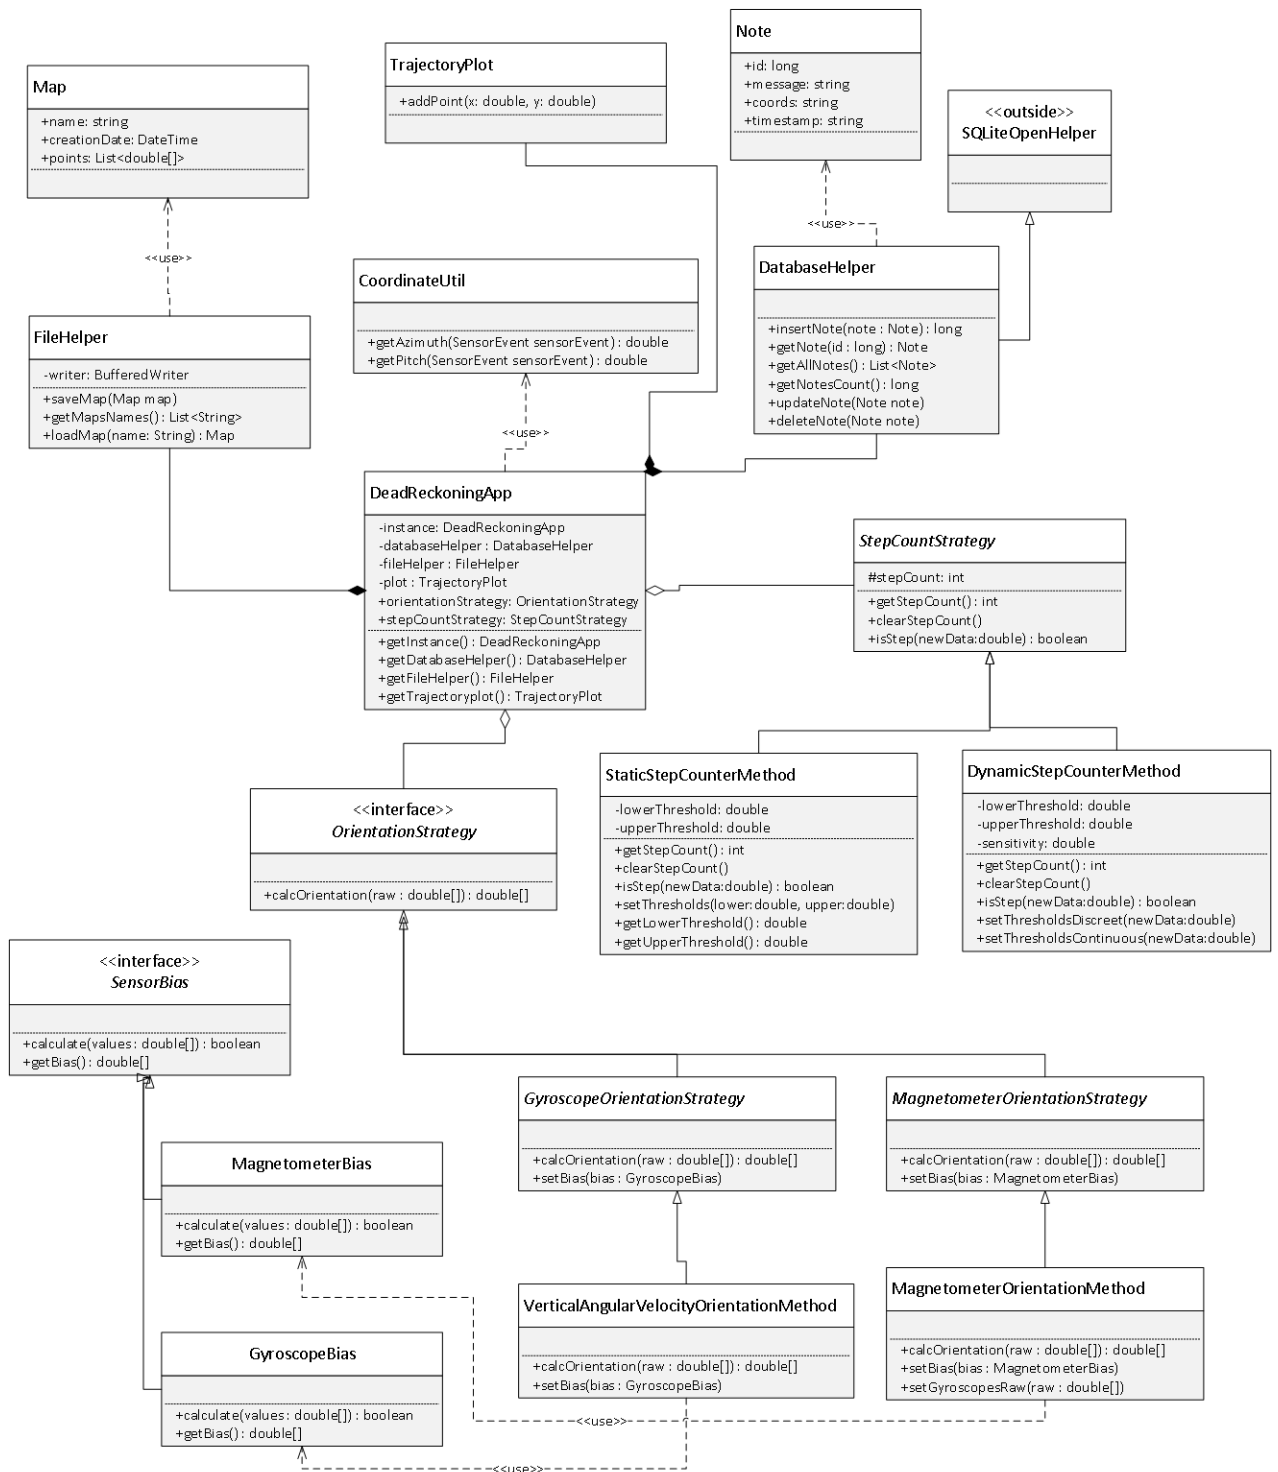 Note
+id: long
+message: string
+coords: string
+timestamp: string
TrajectoryPlot
+addPoint(x: double, y: double)
Map
+name: string
+creationDate: DateTime
+points: List<double[]>
<<outside>>
SQLiteOpenHelper
<<use>>
<<use>>
DatabaseHelper
+insertNote(note : Note) : long
+getNote(id : long) : Note
+getAllNotes() : List<Note>
+getNotesCount() : long
+updateNote(Note note)
+deleteNote(Note note)
CoordinateUtil
+getAzimuth(SensorEvent sensorEvent) : double
+getPitch(SensorEvent sensorEvent) : double
FileHelper
-writer: BufferedWriter
+saveMap(Map map)
+getMapsNames() : List<String>
+loadMap(name: String) : Map
<<use>>
DeadReckoningApp
-instance: DeadReckoningApp
-databaseHelper : DatabaseHelper
-fileHelper : FileHelper
-plot : TrajectoryPlot
+orientationStrategy: OrientationStrategy
+stepCountStrategy: StepCountStrategy
+getInstance() : DeadReckoningApp
+getDatabaseHelper() : DatabaseHelper
+getFileHelper() : FileHelper
+getTrajectoryplot() : TrajectoryPlot
StepCountStrategy
#stepCount: int
+getStepCount() : int
+clearStepCount()
+isStep(newData:double) : boolean
StaticStepCounterMethod
-lowerThreshold: double
-upperThreshold: double
+getStepCount() : int
+clearStepCount()
+isStep(newData:double) : boolean
+setThresholds(lower:double, upper:double)
+getLowerThreshold() : double
+getUpperThreshold() : double
DynamicStepCounterMethod
-lowerThreshold: double
-upperThreshold: double
-sensitivity: double
+getStepCount() : int
+clearStepCount()
+isStep(newData:double) : boolean
+setThresholdsDiscreet(newData:double)
+setThresholdsContinuous(newData:double)
<<interface>>
OrientationStrategy
+calcOrientation(raw : double[]) : double[]
<<interface>>
SensorBias
+calculate(values : double[]) : boolean
+getBias() : double[]
GyroscopeOrientationStrategy
+calcOrientation(raw : double[]) : double[]
+setBias(bias : GyroscopeBias)
MagnetometerOrientationStrategy
+calcOrientation(raw : double[]) : double[]
+setBias(bias : MagnetometerBias)
MagnetometerBias
+calculate(values : double[]) : boolean
+getBias() : double[]
VerticalAngularVelocityOrientationMethod
+calcOrientation(raw : double[]) : double[]
+setBias(bias : GyroscopeBias)
MagnetometerOrientationMethod
+calcOrientation(raw : double[]) : double[]
+setBias(bias : MagnetometerBias)
+setGyroscopesRaw(raw : double[])
GyroscopeBias
+calculate(values : double[]) : boolean
+getBias() : double[]
<<use>>
<<use>>